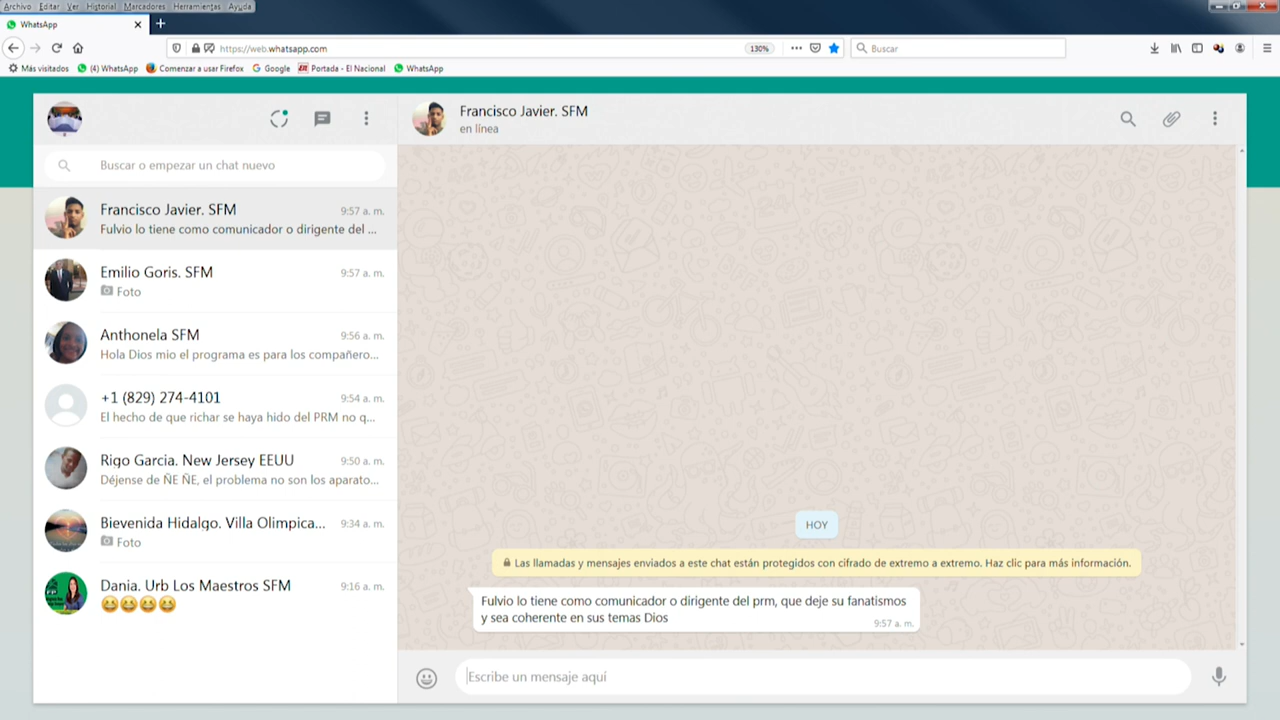 Archivo Editar Ver Historial Marcadores Herramientas Ayuda
WhatsApp
https://web.whatsapp.com
130%
Buscar
Más visitados (4) WhatsApp Comenzar a usar Firefox Google Portada - El Nacional WhatsApp
Francisco Javier. SFM
en línea
Buscar o empezar un chat nuevo
Francisco Javier. SFM 9:57 a. m.
Fulvio lo tiene como comunicador o dirigente del ...
Emilio Goris. SFM 9:57 a. m.
Foto
Anthonela SFM 9:56 a. m.
Hola Dios mio el programa es para los compañero...
+1 (829) 274-4101 9:54 a. m.
El hecho de que richar se haya hido del PRM no q...
Rigo Garcia. New Jersey EEUU 9:50 a. m.
Déjense de ÑE ÑE, el problema no son los aparato...
Bievenida Hidalgo. Villa Olimpica... 9:34 a. m.
Foto
Dania. Urb Los Maestros SFM 9:16 a. m.
HOY
Las llamadas y mensajes enviados a este chat están protegidos con cifrado de extremo a extremo. Haz clic para más información.
Fulvio lo tiene como comunicador o dirigente del prm, que deje su fanatismos
y sea coherente en sus temas Dios
9:57 a. m.
Escribe un mensaje aquí